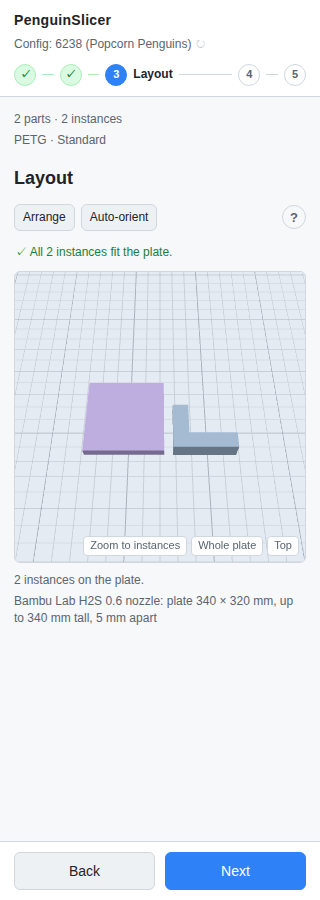 PenguinSlicer
Config: 6238 (Popcorn Penguins) ↻
✓ ✓ 3 Layout 4 5
2 parts · 2 instances
PETG · Standard
Layout
Arrange Auto-orient ?
✓ All 2 instances fit the plate.
Zoom to instances Whole plate Top
2 instances on the plate.
Bambu Lab H2S 0.6 nozzle: plate 340 × 320 mm, up
to 340 mm tall, 5 mm apart
Back Next